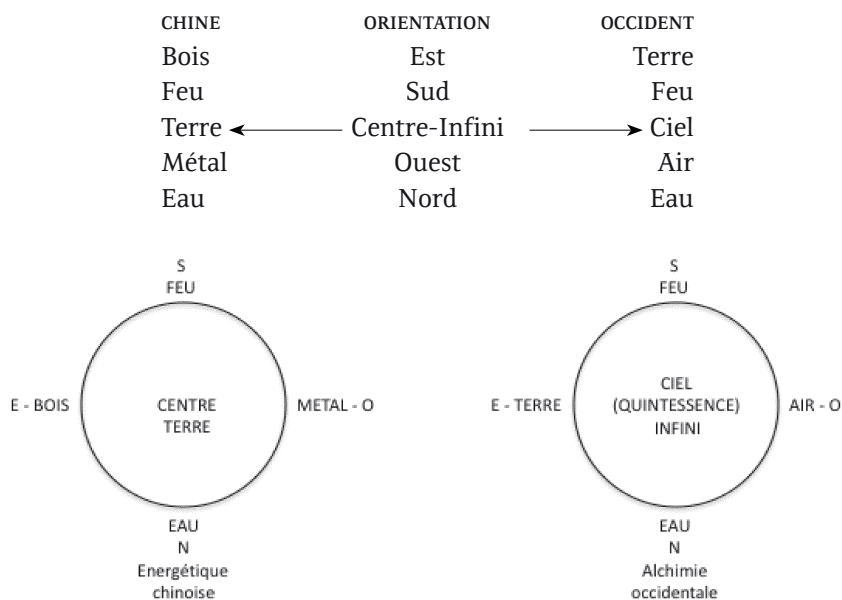 CHINE ORIENTATION OCCIDENT
Bois Est Terre
Feu Sud Feu
Terre Centre-Infini Ciel
Métal Ouest Air
Eau Nord Eau
S
FEU
E - BOIS
CENTRE
TERRE
METAL - O
EAU
N
Energétique
chinoise
S
FEU
E - TERRE
CIEL
(QUINTESSENCE)
INFINI
AIR - O
EAU
N
Alchimie
occidentale